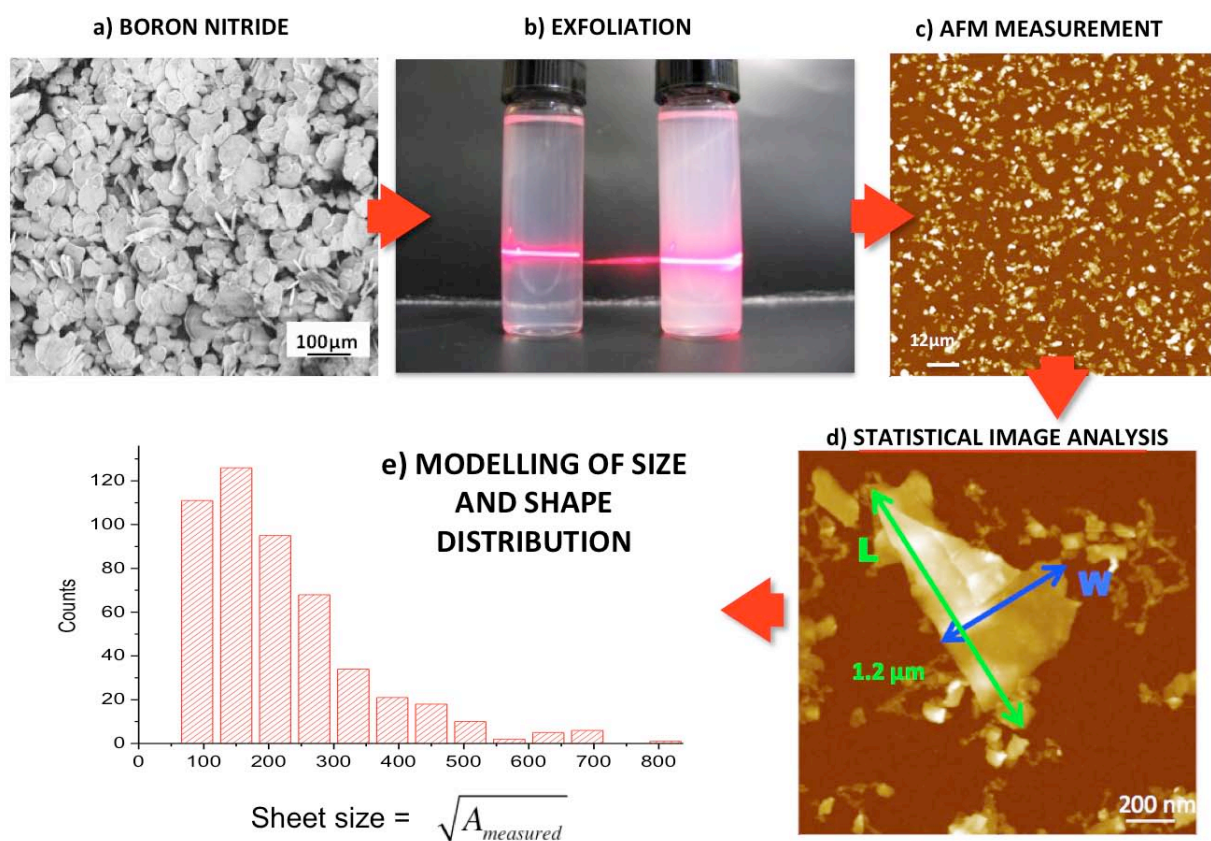 a) BORON NITRIDE
b) EXFOLIATION
c) AFM MEASUREMENT
100µm
12µm
d) STATISTICAL IMAGE ANALYSIS
L
W
1.2 µm
200 nm
e) MODELLING OF SIZE
AND SHAPE
DISTRIBUTION
Counts
120
100
80
60
40
20
0
0 100 200 300 400 500 600 700 800
Sheet size = √A_measured